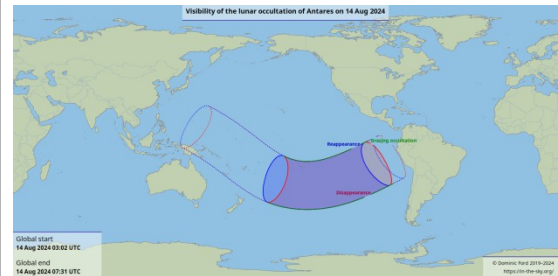 Visibility of the lunar occultation of Antares on 14 Aug 2024
Reappearance
Grazing occultation
Disappearance
Global start
14 Aug 2024 03:02 UTC
Global end
14 Aug 2024 07:31 UTC
© Dominic Ford 2019-2024
https://in-the-sky.org/